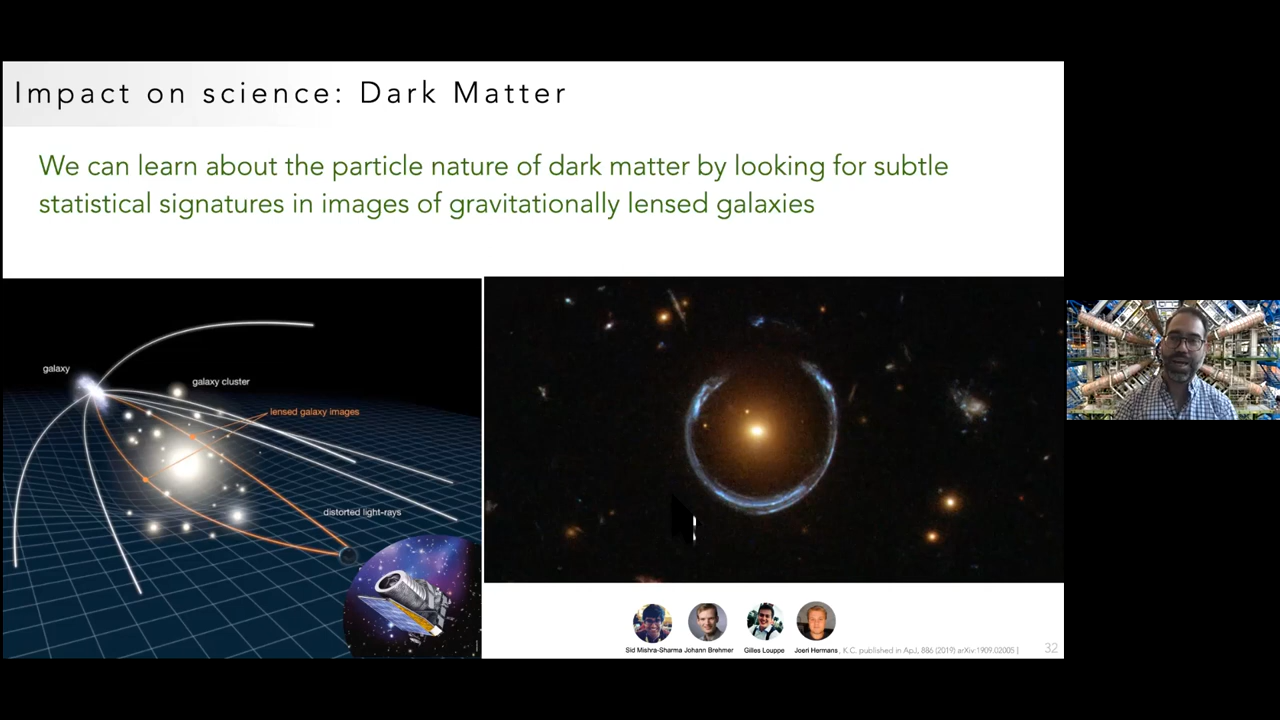 Impact on science: Dark Matter
We can learn about the particle nature of dark matter by looking for subtle
statistical signatures in images of gravitationally lensed galaxies
galaxy
galaxy cluster
lensed galaxy images
distorted light-rays
Sid Mishra-Sharma Johann Brehmer Gilles Louppe Joeri Hermans , K.C. published in ApJ, 886 (2019) arXiv:1909.02005 |
32